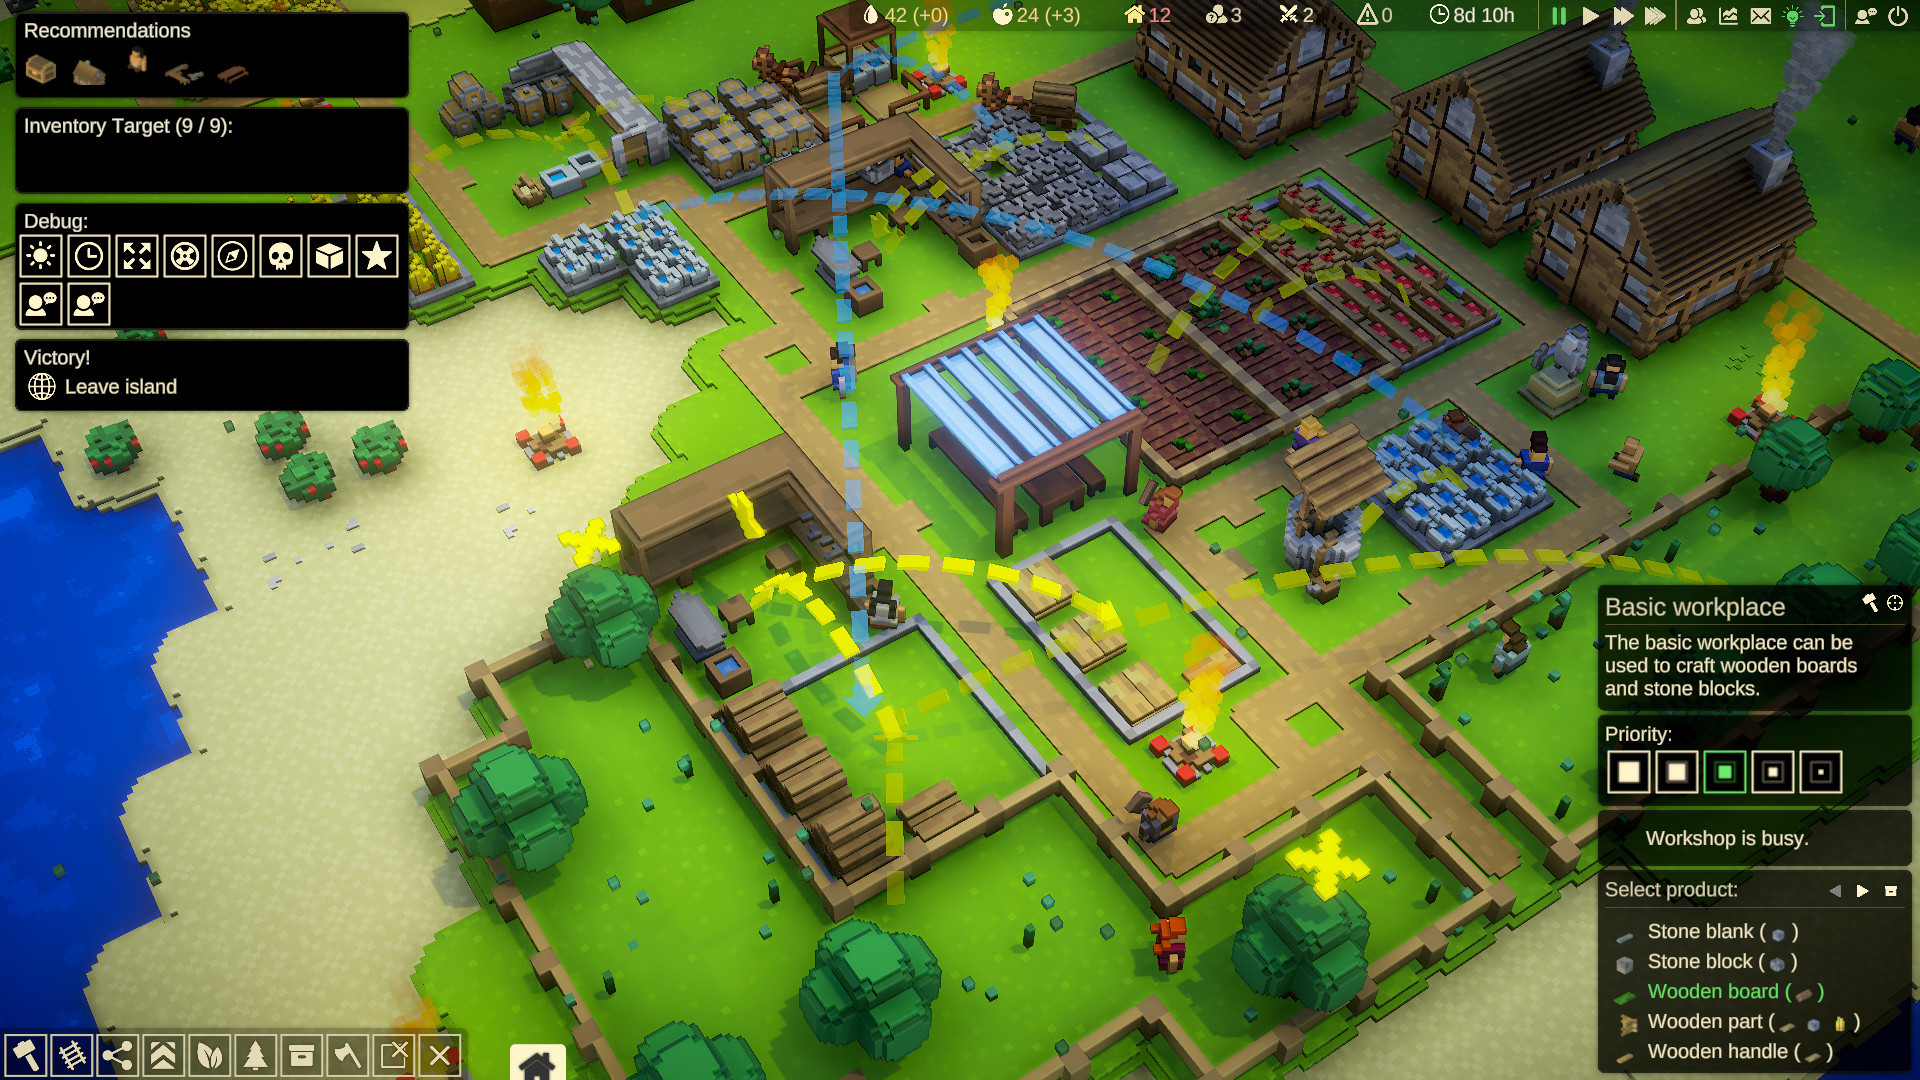 Recommendations
Inventory Target (9 / 9):
Debug:
Victory!
Leave island
42 (+0)
24 (+3)
12
3
2
0
8d 10h
Basic workplace
The basic workplace can be
used to craft wooden boards
and stone blocks.
Priority:
Workshop is busy.
Select product:
Stone blank ( )
Stone block ( )
Wooden board ( )
Wooden part ( )
Wooden handle ( )